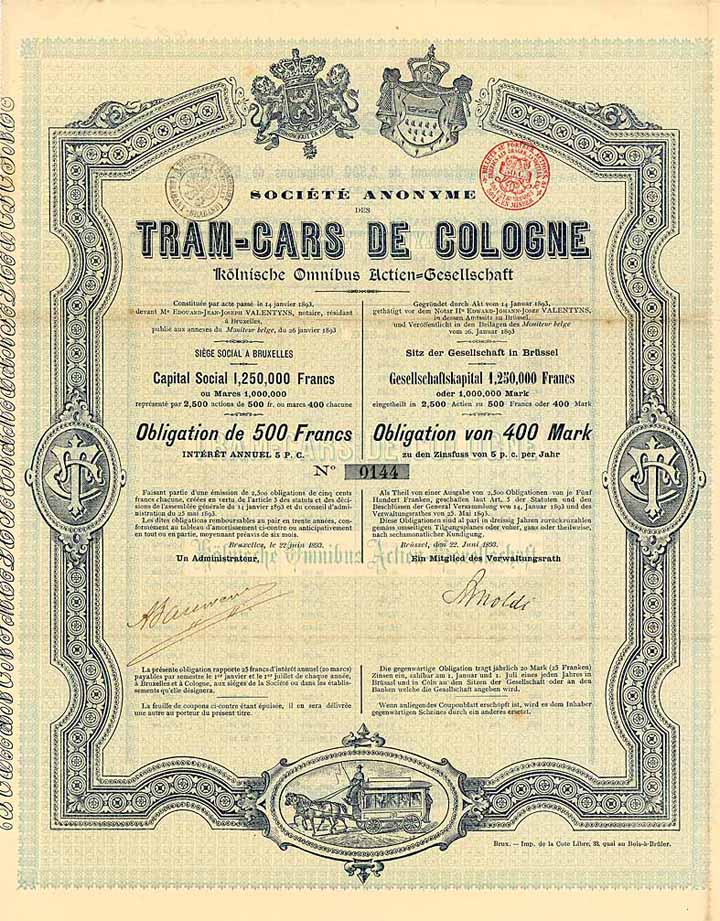 SOCIÉTÉ ANONYME
DES
TRAM-CARS DE COLOGNE
Kölnische Omnibus Actien-Gesellschaft
Constituée par acte passé le 14 janvier 1893,
devant Me Edouard-Jean-Joseph VALENTYNS, notaire, résidant
à Bruxelles,
publié aux annexes du Moniteur belge, du 26 janvier 1893
SIÈGE SOCIAL A BRUXELLES
Capital Social 1,250,000 Francs
ou Marcs 1,000,000
représenté par 2,500 actions de 500 fr. ou marcs 400 chacune
Obligation de 500 Francs
INTÉRÊT ANNUEL 5 P. C.
Gegründet durch Akt vom 14 Januar 1893,
gethätigt vor dem Notar Hn Edward-Johann-Josef VALENTYNS,
in dessen Amtssitz zu Brüssel,
und Veröffentlicht in den Beilagen des Moniteur belge
vom 26. Januar 1893
Sitz der Gesellschaft in Brüssel
Gesellschaftskapital 1,250,000 Francs
oder 1,000,000 Mark
eingetheilt in 2,500 Actien zu 500 Francs oder 400 Mark
Obligation von 400 Mark
zu den Zinsfuss von 5 p. c. per Jahr
No 9144
Faisant partie d'une émission de 2,500 obligations de cinq cents
francs chacune, créées en vertu de l'article 5 des statuts et des déci-
sions de l'assemblée générale du 14 janvier 1893 et du conseil d'admi-
nistration du 25 mai 1893.
Les dites obligations remboursables au pair en trente années, con-
formément au tableau d'amortissement ci-contre ou anticipativement
en tout ou en partie, moyennant préavis de six mois.
Bruxelles, le 22 juin 1893.
Un Administrateur,
Als Theil von einer Ausgabe von 2,500 Obligationen von je Fünf
Hundert Franken, geschaffen laut Art. 5 der Statuten und den
Beschlüssen der General Versammlung vom 14. Januar 1893 und des
Verwaltungsrathes vom 25. Mai 1893.
Diese Obligationen sind al pari in dreissig Jahren zurückzuzahlen
gemäss
Tilgungsplanes oder vorher, ganz oder theilweise,
nach sechsmonatlicher Kundigung.
Brüssel, den 22. Juni 1893.
Ein Mitglied des Verwaltungsrath
Arnoldi
La présente obligation rapporte 25 francs d'intérêt annuel (20 marcs)
payables par semestre le 1er janvier et le 1er juillet de chaque année,
à Bruxelles et à Cologne, aux siéges de la Société ou dans les établis-
sements qu'elle désignera.
La feuille de coupons ci-contre étant épuisée, il en sera délivrée
une autre au porteur du présent titre.
Die gegenwärtige Obligation trägt jährlich 20 Mark (25 Franken)
Zinsen ein, zahlbar am 1. Januar und 1. Juli eines jeden Jahres in
Brüssel und in Cöln an den Sitzen der Gesellschaft oder an den
Banken welche die Gesellschaft angeben wird.
Wenn anliegendes Couponblatt erschöpft ist, wird es dem Inhaber
gegenwärtigen Scheines durch ein anderes ersetzt.
Brux. — Imp. de la Cote Libre, 33, quai au Bois-à-Brûler.